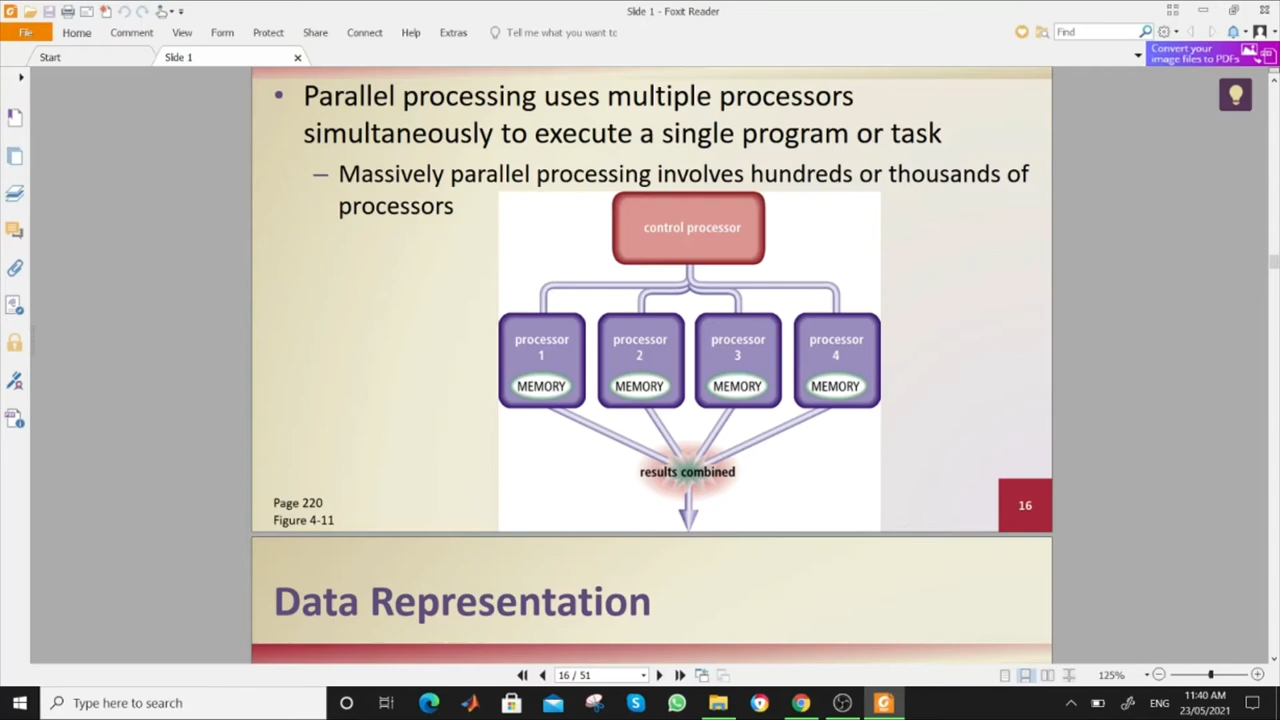 Slide 1 - Foxit Reader
File Home Comment View Form Protect Share Connect Help Extras Tell me what you want to Find
Start Slide 1
Convert your
image files to PDFs
• Parallel processing uses multiple processors
simultaneously to execute a single program or task
– Massively parallel processing involves hundreds or thousands of
processors
control processor
processor processor processor processor
1 2 3 4
MEMORY MEMORY MEMORY MEMORY
results combined
Page 220
Figure 4-11
16
Data Representation
16 / 51
125%
Type here to search
ENG
11:40 AM
23/05/2021